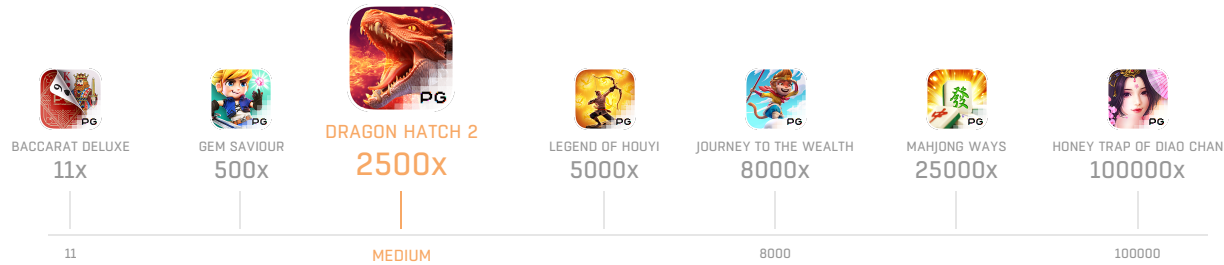 PG
PG
PG
PG
PG
發
PG
PG
BACCARAT DELUXE
11x
GEM SAVIOUR
500x
DRAGON HATCH 2
2500x
LEGEND OF HOUYI
5000x
JOURNEY TO THE WEALTH
8000x
MAHJONG WAYS
25000x
HONEY TRAP OF DIAO CHAN
100000x
11
MEDIUM
8000
100000